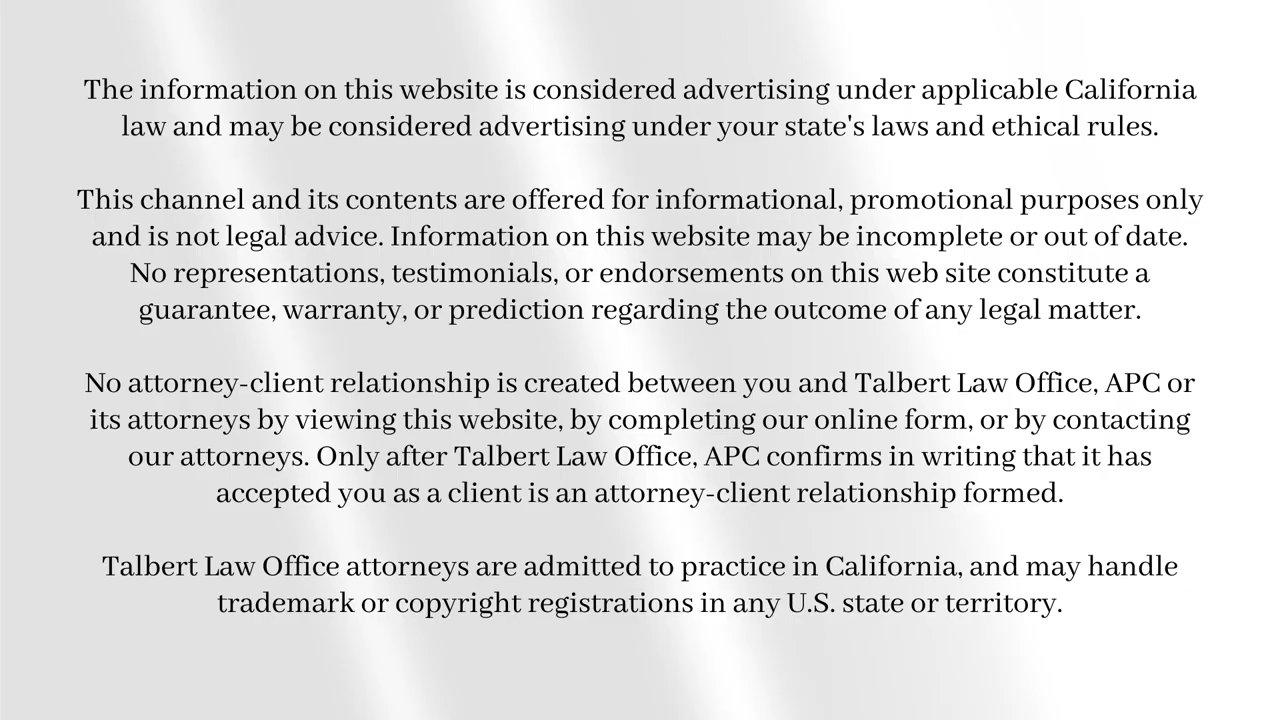 The information on this website is considered advertising under applicable California
law and may be considered advertising under your state's laws and ethical rules.
This channel and its contents are offered for informational, promotional purposes only
and is not legal advice. Information on this website may be incomplete or out of date.
No representations, testimonials, or endorsements on this web site constitute a
guarantee, warranty, or prediction regarding the outcome of any legal matter.
No attorney-client relationship is created between you and Talbert Law Office, APC or
its attorneys by viewing this website, by completing our online form, or by contacting
our attorneys. Only after Talbert Law Office, APC confirms in writing that it has
accepted you as a client is an attorney-client relationship formed.
Talbert Law Office attorneys are admitted to practice in California, and may handle
trademark or copyright registrations in any U.S. state or territory.